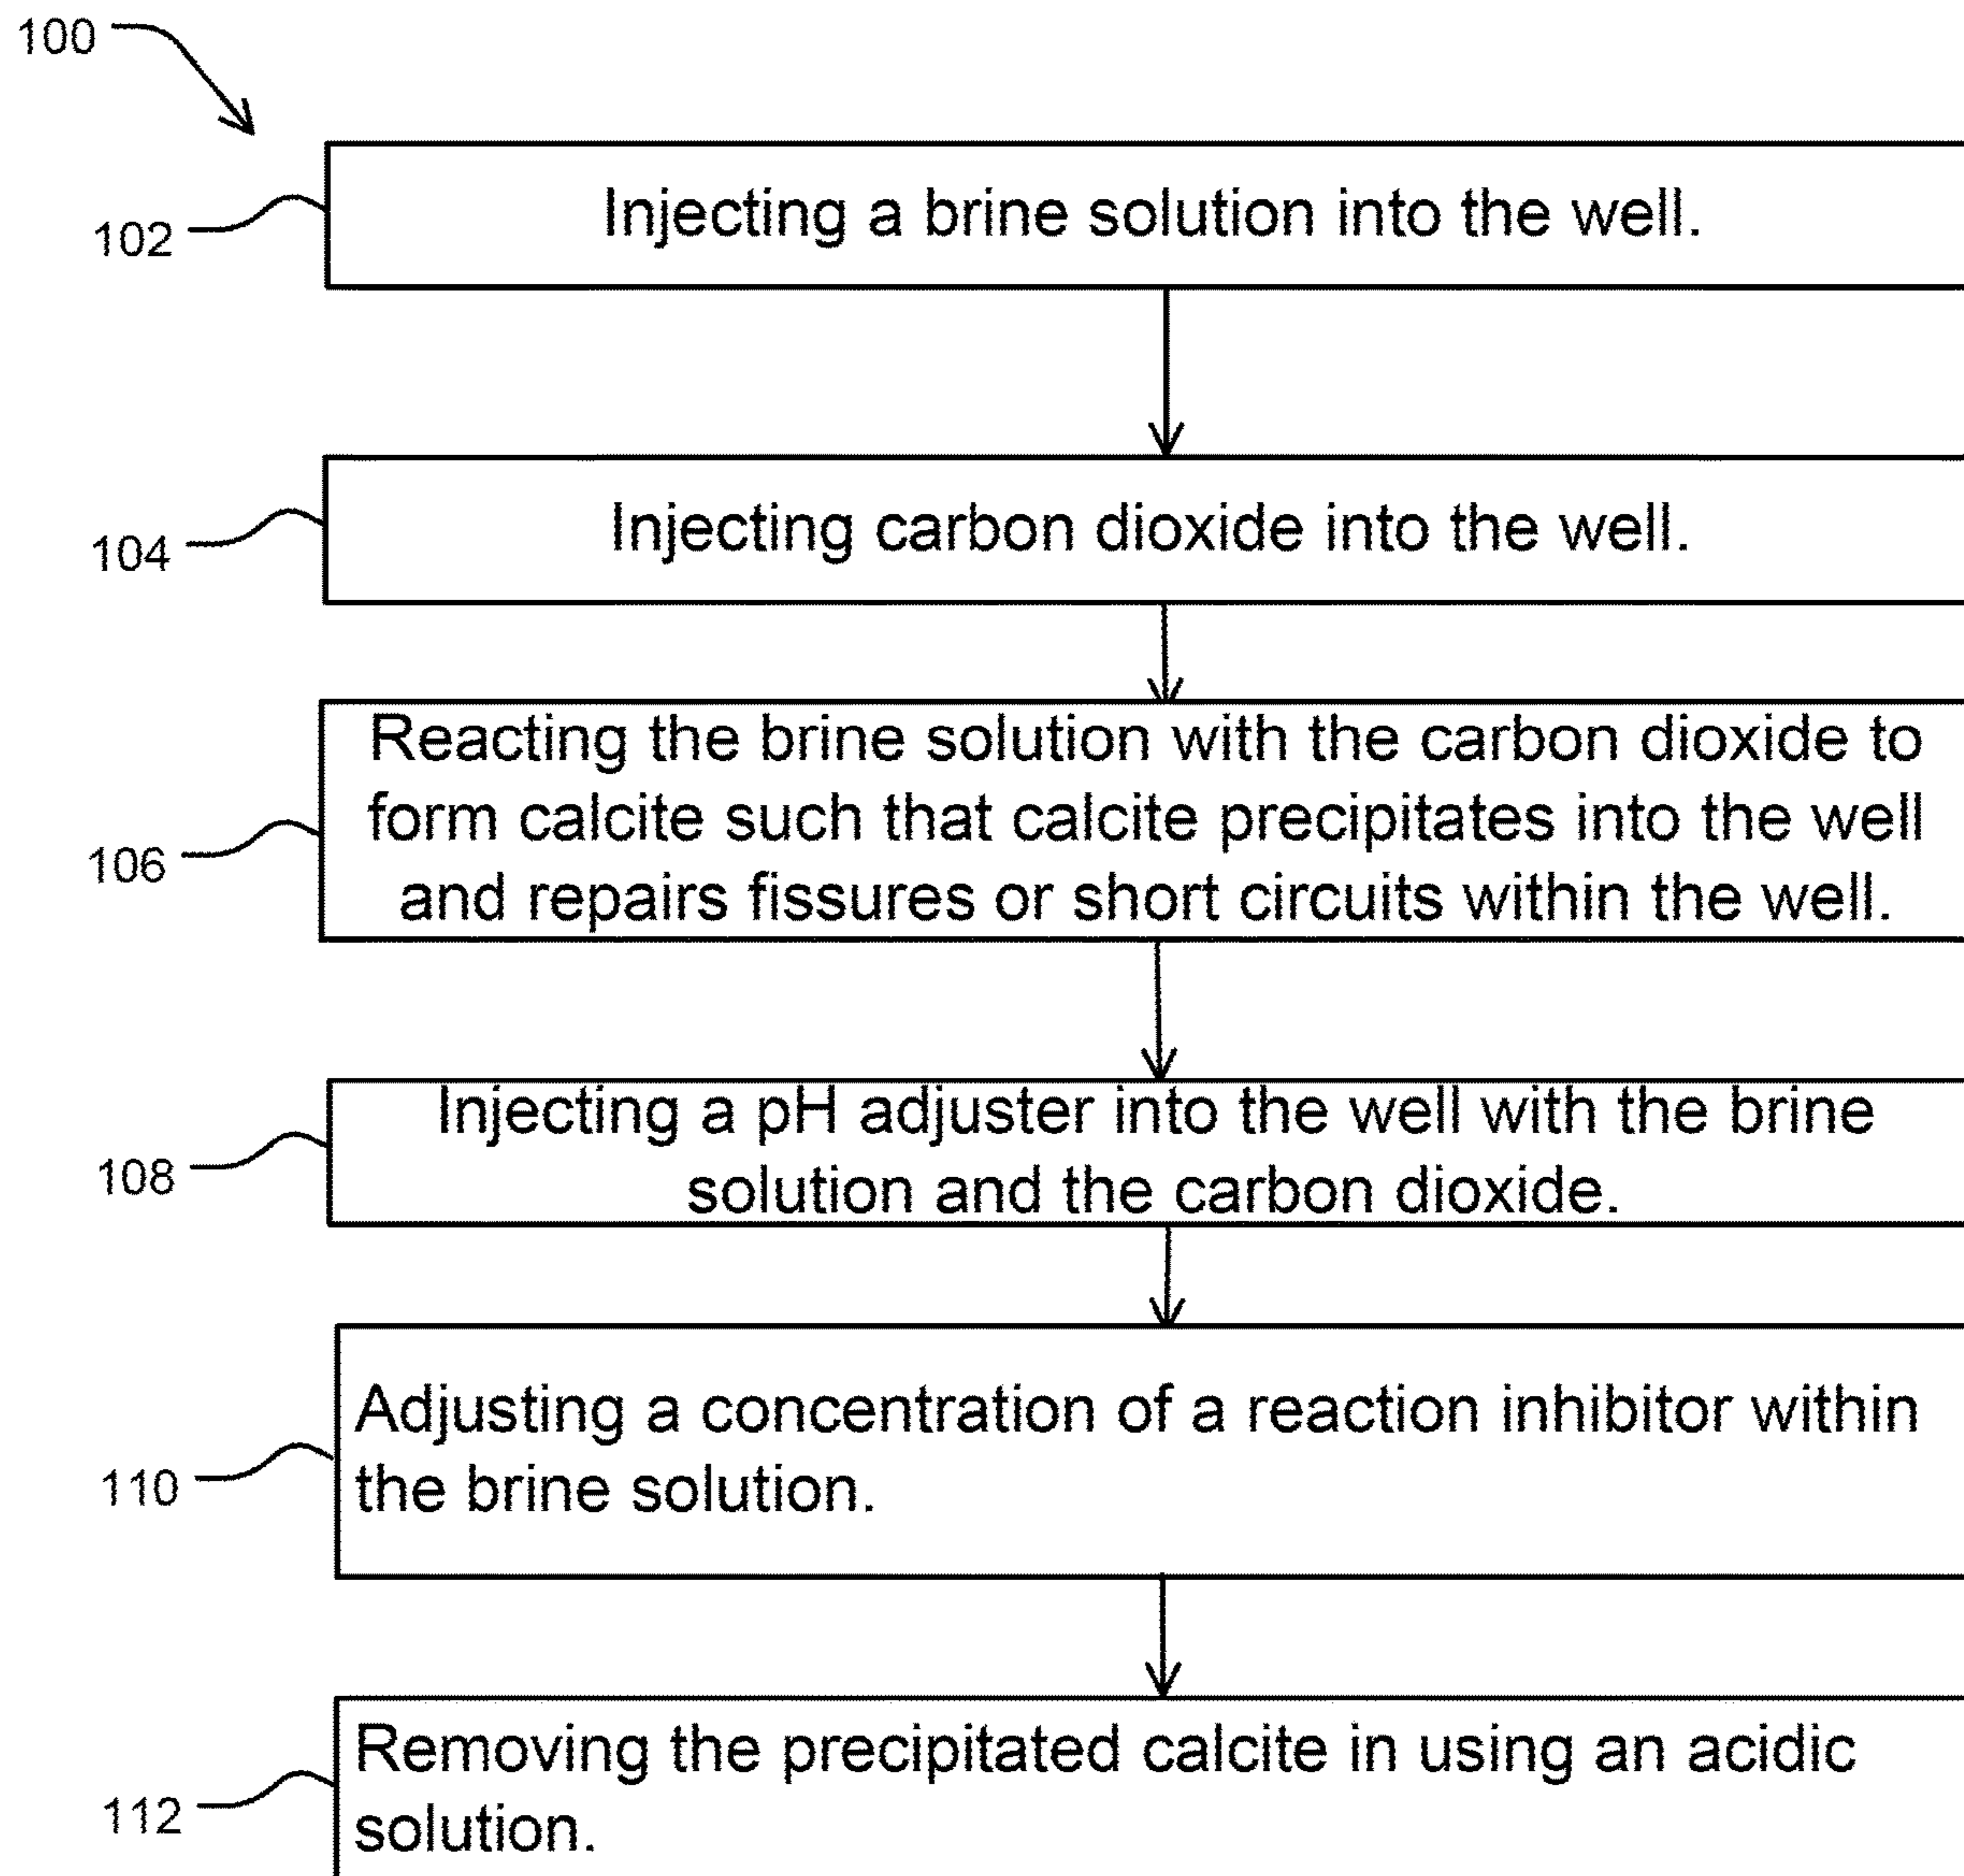 100
102
Injecting a brine solution into the well.
104
Injecting carbon dioxide into the well.
106
Reacting the brine solution with the carbon dioxide to
form calcite such that calcite precipitates into the well
and repairs fissures or short circuits within the well.
108
Injecting a pH adjuster into the well with the brine
solution and the carbon dioxide.
110
Adjusting a concentration of a reaction inhibitor within
the brine solution.
112
Removing the precipitated calcite in using an acidic
solution.